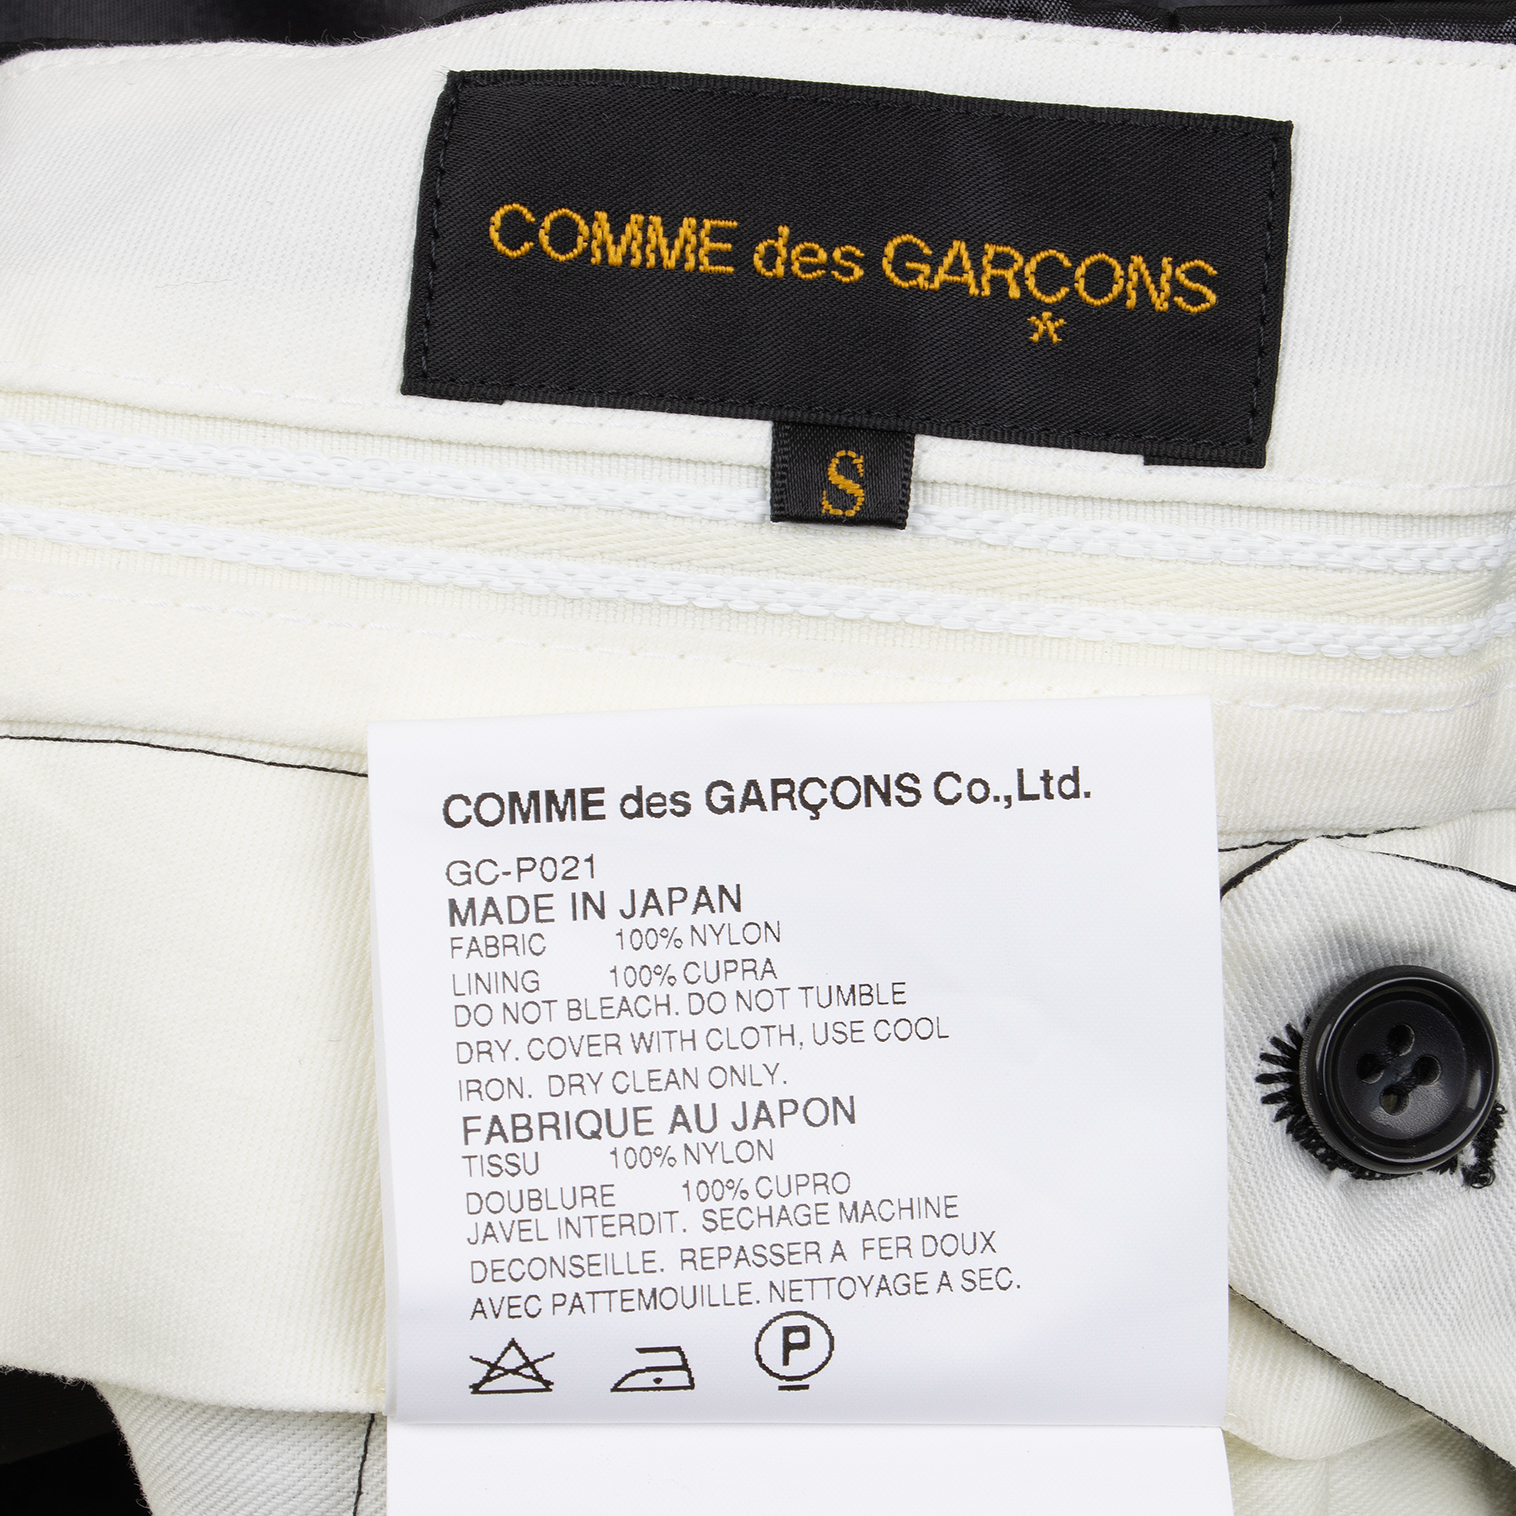 COMME des GARCONS
*
S
COMME des GARÇONS Co.,Ltd.
GC-P021
MADE IN JAPAN
FABRIC 100% NYLON
LINING 100% CUPRA
DO NOT BLEACH. DO NOT TUMBLE
DRY. COVER WITH CLOTH, USE COOL
IRON. DRY CLEAN ONLY.
FABRIQUE AU JAPON
TISSU 100% NYLON
DOUBLURE 100% CUPRO
JAVEL INTERDIT. SECHAGE MACHINE
DECONSEILLE. REPASSER A FER DOUX
AVEC PATTEMOUILLE. NETTOYAGE A SEC.
P